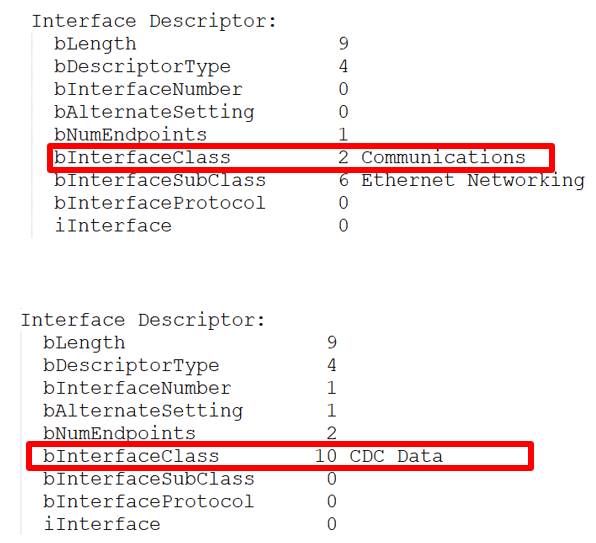 Interface Descriptor:
bLength 9
bDescriptorType 4
bInterfaceNumber 0
bAlternateSetting 0
bNumEndpoints 1
bInterfaceClass 2 Communications
bInterfaceSubClass 6 Ethernet Networking
bInterfaceProtocol 0
iInterface 0
Interface Descriptor:
bLength 9
bDescriptorType 4
bInterfaceNumber 1
bAlternateSetting 1
bNumEndpoints 2
bInterfaceClass 10 CDC Data
bInterfaceSubClass 0
bInterfaceProtocol 0
iInterface 0